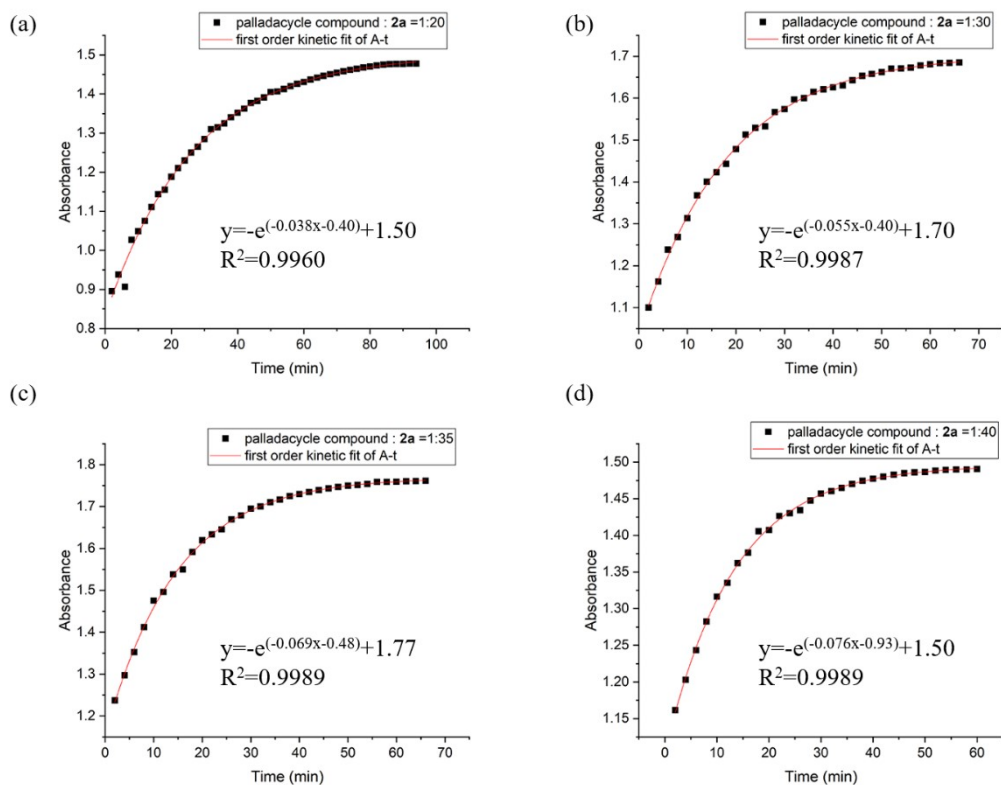 (a)
palladacycle compound : 2a =1:20
first order kinetic fit of A-t
1.5
1.4
1.3
1.2
1.1
1.0
0.9
0.8
Absorbance
y=-e(-0.038x-0.40)+1.50
R2=0.9960
0 20 40 60 80 100
Time (min)
(b)
palladacycle compound : 2a =1:30
first order kinetic fit of A-t
1.7
1.6
1.5
1.4
1.3
1.2
1.1
Absorbance
y=-e(-0.055x-0.40)+1.70
R2=0.9987
0 10 20 30 40 50 60 70
Time (min)
(c)
palladacycle compound : 2a =1:35
first order kinetic fit of A-t
1.8
1.7
1.6
1.5
1.4
1.3
1.2
Absorbance
y=-e(-0.069x-0.48)+1.77
R2=0.9989
0 10 20 30 40 50 60 70
Time (min)
(d)
palladacycle compound : 2a =1:40
first order kinetic fit of A-t
1.50
1.45
1.40
1.35
1.30
1.25
1.20
1.15
Absorbance
y=-e(-0.076x-0.93)+1.50
R2=0.9989
0 10 20 30 40 50 60
Time (min)